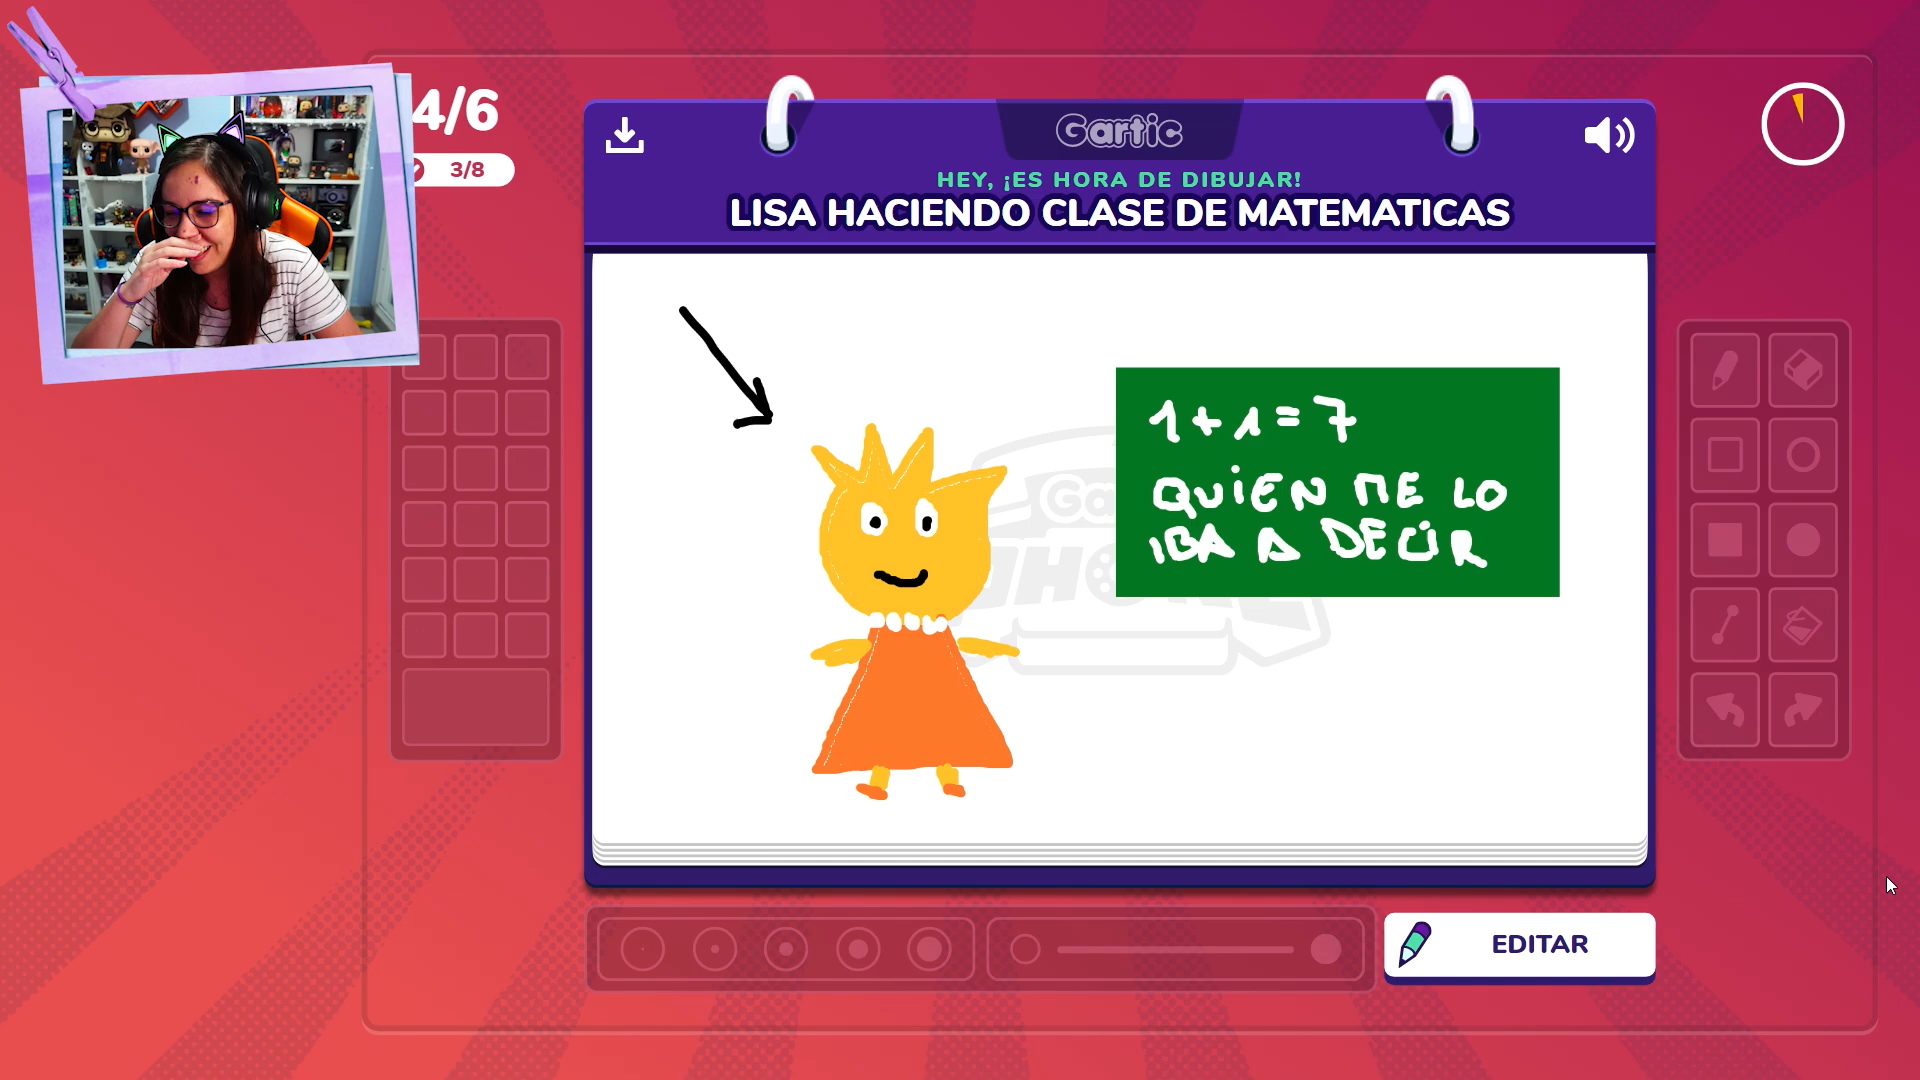 4/6
3/8
Gartic
HEY, ¡ES HORA DE DIBUJAR!
LISA HACIENDO CLASE DE MATEMATICAS
1+1=7
QUIEN ME LO
IBA A DECIR
EDITAR